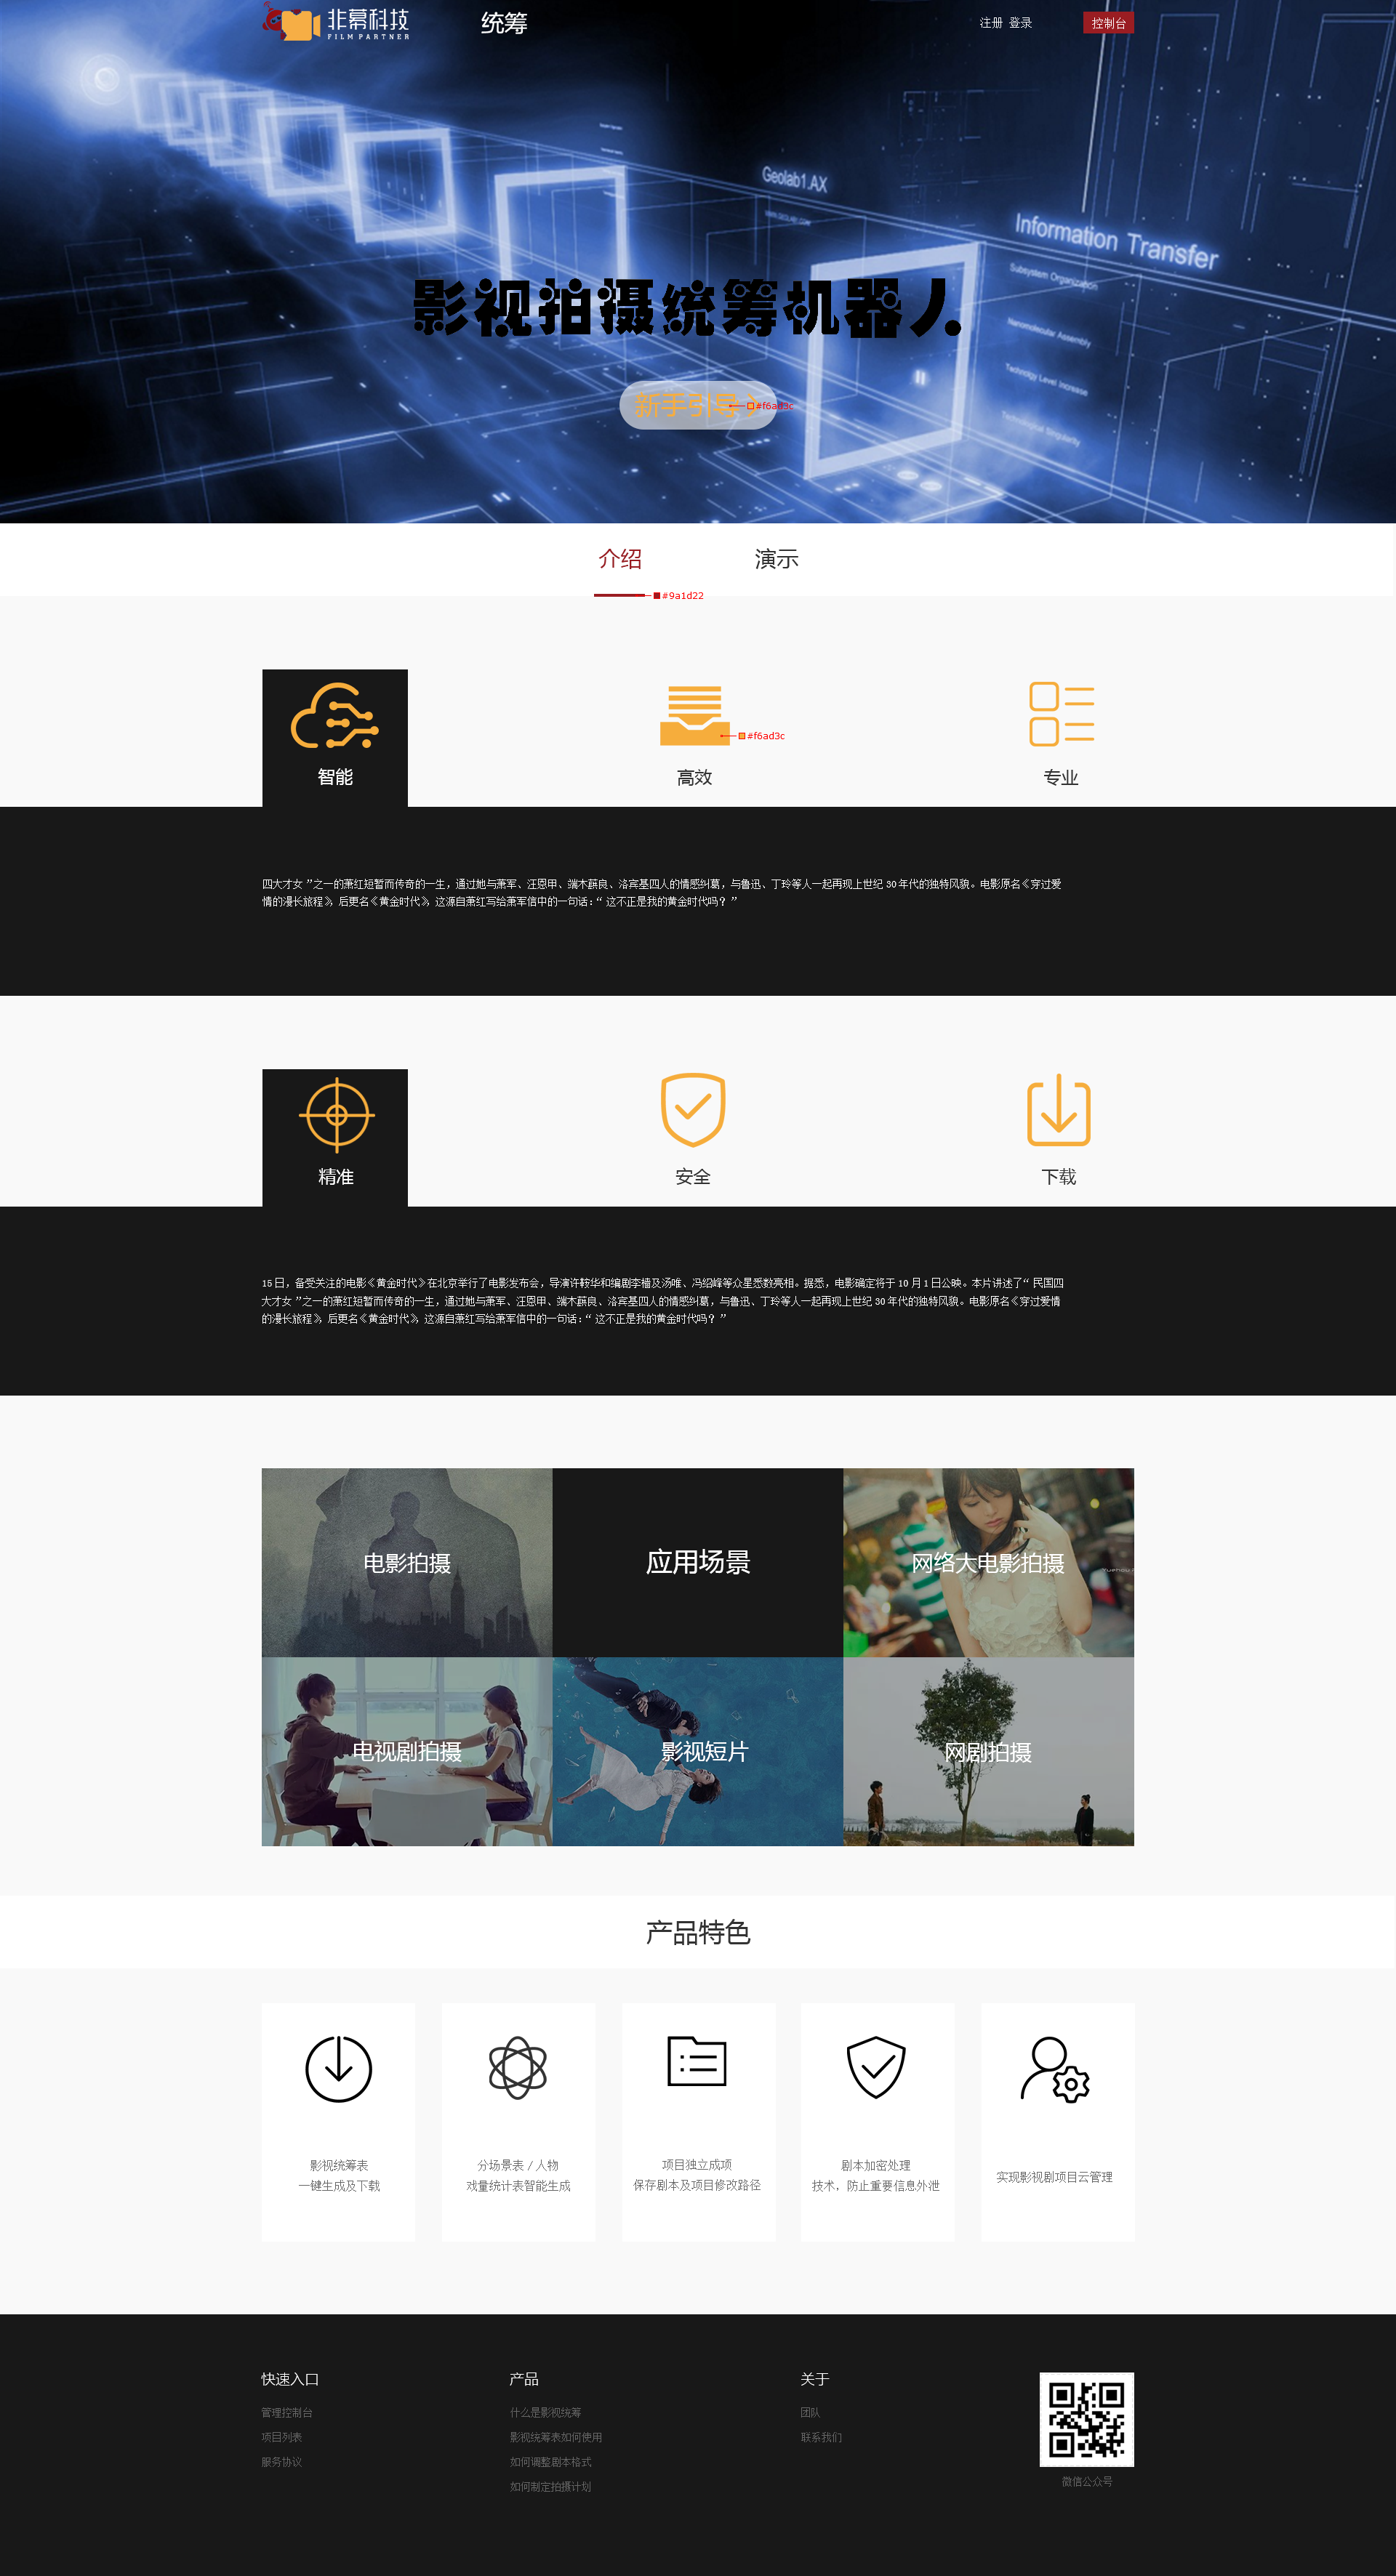 非幕科技
FILM PARTNER
统筹
注册 登录
控制台
Geolab1.AX
Information Transfer
Subsystem Organization
Nanomolecular Assembly
Technolgy Level Increase
Technological Singularity
影视拍摄统筹机器人
新手引导
#f6ad3c
介绍
演示
#9a1d22
#f6ad3c
智能
高效
专业
四大才女 ”之一的萧红短暂而传奇的一生，通过她与萧军、汪恩甲、端木蕻良、洛宾基四人的情感纠葛，与鲁迅、丁玲等人一起再现上世纪 30 年代的独特风貌。电影原名《穿过爱
情的漫长旅程》，后更名《黄金时代》，这源自萧红写给萧军信中的一句话：“ 这不正是我的黄金时代吗？ ”
精准
安全
下载
15 日，备受关注的电影《黄金时代》在北京举行了电影发布会，导演许鞍华和编剧李樯及汤唯、冯绍峰等众星悉数亮相。据悉，电影确定将于 10 月 1 日公映。本片讲述了“ 民国四
大才女 ”之一的萧红短暂而传奇的一生，通过她与萧军、汪恩甲、端木蕻良、洛宾基四人的情感纠葛，与鲁迅、丁玲等人一起再现上世纪 30 年代的独特风貌。电影原名《穿过爱情
的漫长旅程》，后更名《黄金时代》，这源自萧红写给萧军信中的一句话：“ 这不正是我的黄金时代吗？ ”
电影拍摄
应用场景
网络大电影拍摄
电视剧拍摄
影视短片
网剧拍摄
产品特色
影视统筹表
一键生成及下载
分场景表 / 人物
戏量统计表智能生成
项目独立成项
保存剧本及项目修改路径
剧本加密处理
技术，防止重要信息外泄
实现影视剧项目云管理
快速入口
管理控制台
项目列表
服务协议
产品
什么是影视统筹
影视统筹表如何使用
如何调整剧本格式
如何制定拍摄计划
关于
团队
联系我们
微信公众号